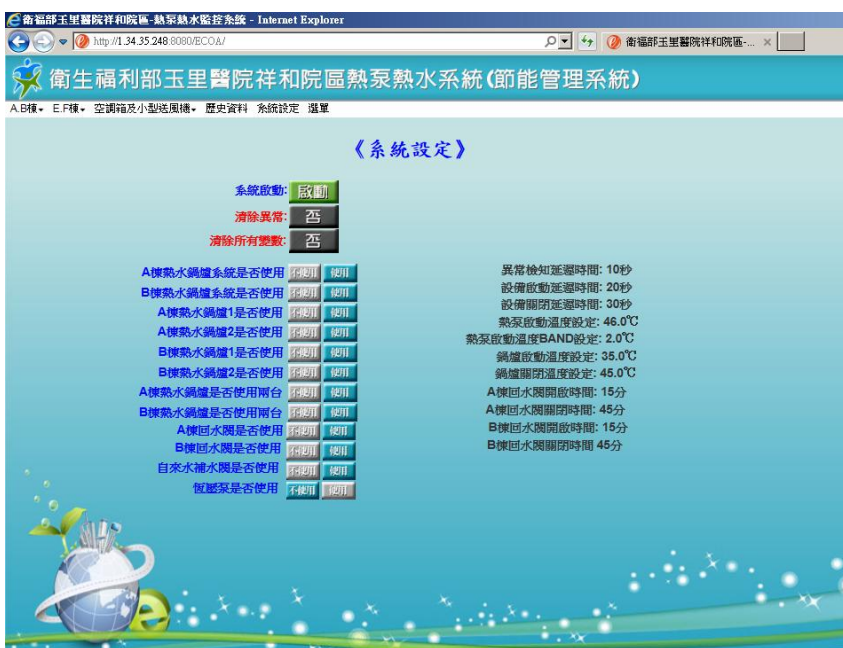 衛福部玉里醫院祥和院區-熱泵熱水監控系統 - Internet Explorer
http://1.34.35.248:8080/ECOA/
衛福部玉里醫院祥和院區-...
衛生福利部玉里醫院祥和院區熱泵熱水系統(節能管理系統)
A.B棟 E.F棟 空調箱及小型送風機 歷史資料 系統設定 選單
《系統設定》
系統啟動: 啟動
清除異常: 否
清除所有變數: 否
A棟熱水鍋爐系統是否使用 不使用 使用
B棟熱水鍋爐系統是否使用 不使用 使用
A棟熱水鍋爐1是否使用 不使用 使用
A棟熱水鍋爐2是否使用 不使用 使用
B棟熱水鍋爐1是否使用 不使用 使用
B棟熱水鍋爐2是否使用 不使用 使用
A棟熱水鍋爐是否使用兩台 不使用 使用
B棟熱水鍋爐是否使用兩台 不使用 使用
A棟回水閥是否使用 不使用 使用
B棟回水閥是否使用 不使用 使用
自來水補水閥是否使用 不使用 使用
恆壓泵是否使用 不使用 使用
異常檢知延遲時間: 10秒
設備啟動延遲時間: 20秒
設備關閉延遲時間: 30秒
熱泵啟動溫度設定: 46.0℃
熱泵啟動溫度BAND設定: 2.0℃
鍋爐啟動溫度設定: 35.0℃
鍋爐關閉溫度設定: 45.0℃
A棟回水閥開啟時間: 15分
A棟回水閥關閉時間: 45分
B棟回水閥開啟時間: 15分
B棟回水閥關閉時間 45分